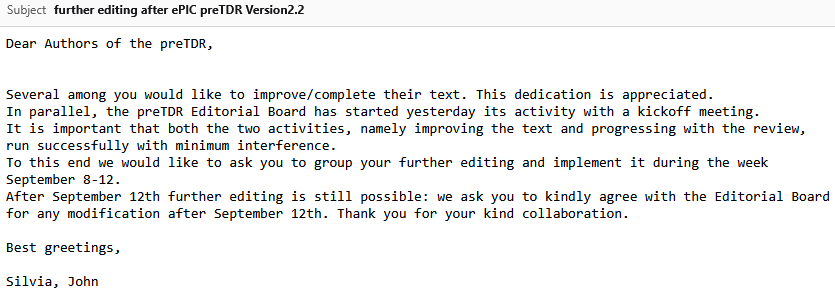 Subject further editing after ePIC preTDR Version2.2
Dear Authors of the preTDR,
Several among you would like to improve/complete their text. This dedication is appreciated.
In parallel, the preTDR Editorial Board has started yesterday its activity with a kickoff meeting.
It is important that both the two activities, namely improving the text and progressing with the review,
run successfully with minimum interference.
To this end we would like to ask you to group your further editing and implement it during the week
September 8-12.
After September 12th further editing is still possible: we ask you to kindly agree with the Editorial Board
for any modification after September 12th. Thank you for your kind collaboration.
Best greetings,
Silvia, John